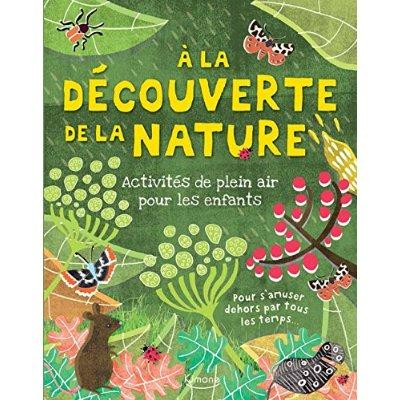 À LA
DÉCOUVERTE
DE LA NATURE
Activités de plein air
pour les enfants
Pour s'amuser
dehors par tous
les temps...
Kimane